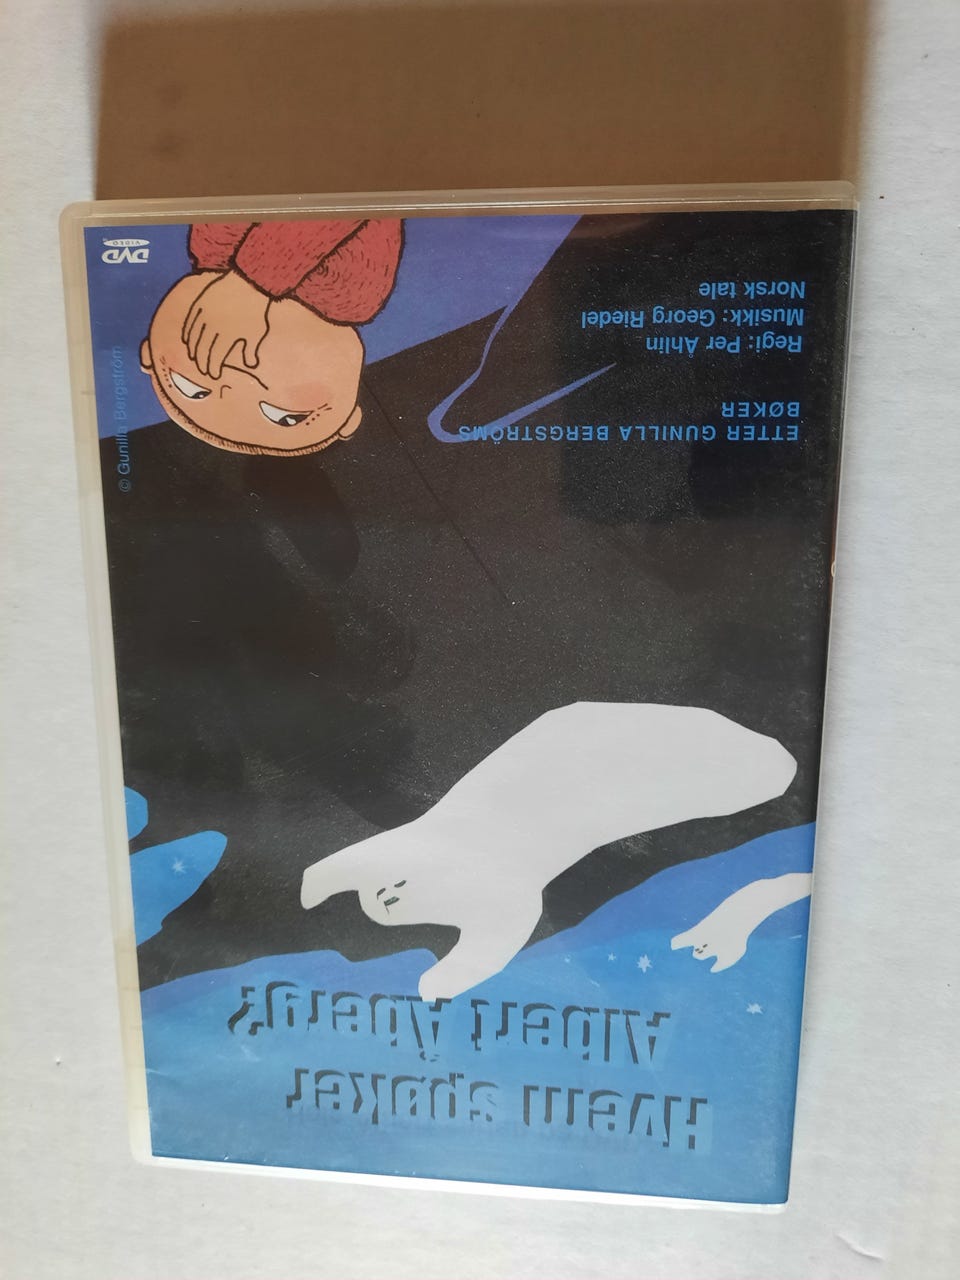 Hvem spøker
Albert Åberg?
ETTER GUNILLA BERGSTRÖMS
BØKER
Regi: Per Åhlin
Musikk: Georg Riedel
Norsk tale
© Gunilla Bergström
DVD
VIDEO